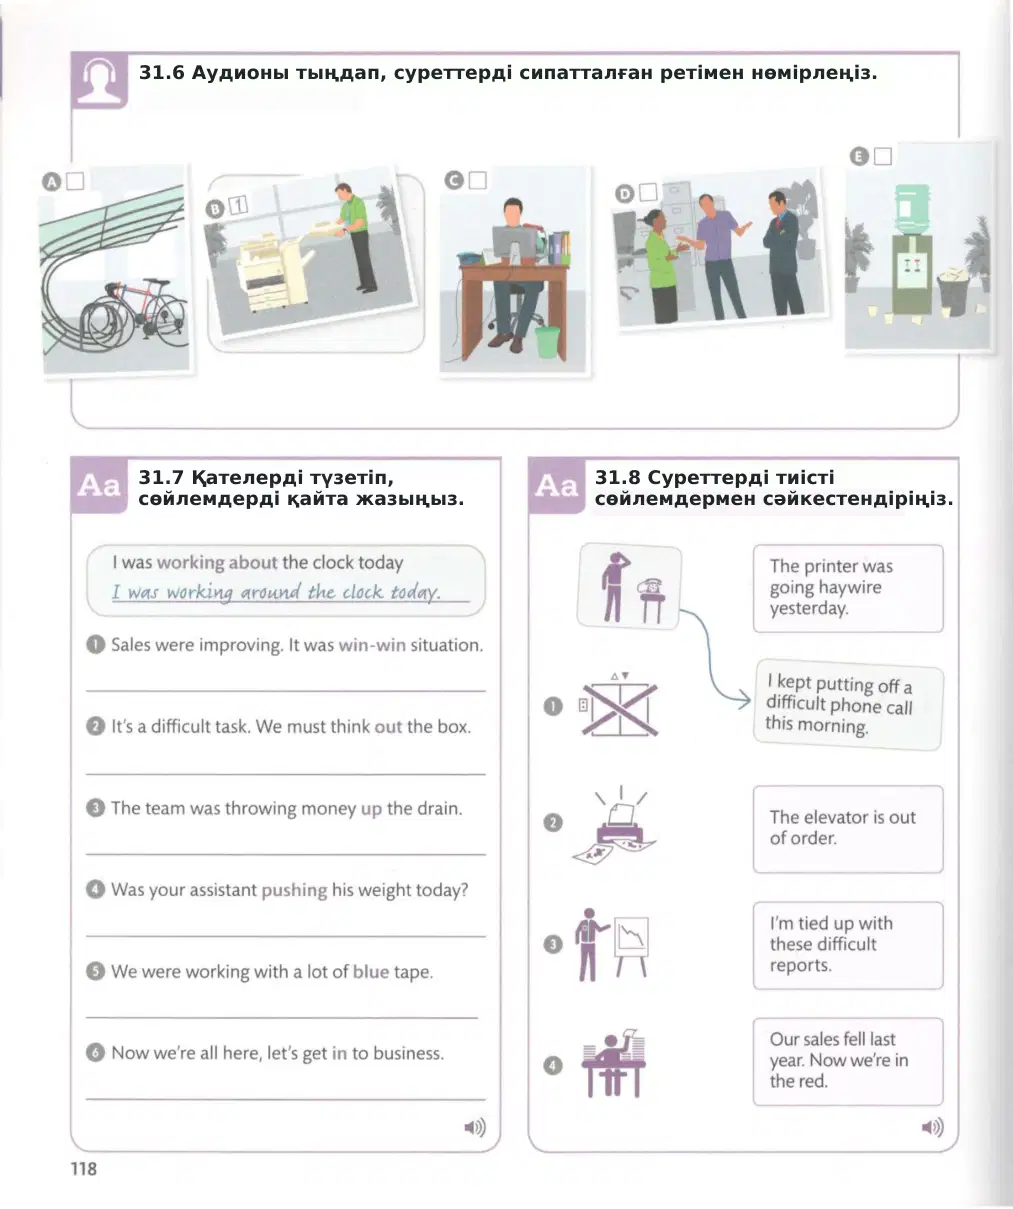 31.6 Аудионы тыңдап, суреттерді сипатталған ретімен нөмірлеңіз.
A
B 1
C
D
E
Aa
31.7 Қателерді түзетіп,
сөйлемдерді қайта жазыңыз.
I was working about the clock today
I was working around the clock today.
1 Sales were improving. It was win-win situation.
2 It's a difficult task. We must think out the box.
3 The team was throwing money up the drain.
4 Was your assistant pushing his weight today?
5 We were working with a lot of blue tape.
6 Now we're all here, let's get in to business.
Aa
31.8 Суреттерді тиісті
сөйлемдермен сәйкестендіріңіз.
The printer was
going haywire
yesterday.
1
I kept putting off a
difficult phone call
this morning.
2
The elevator is out
of order.
3
I'm tied up with
these difficult
reports.
4
Our sales fell last
year. Now we're in
the red.
118